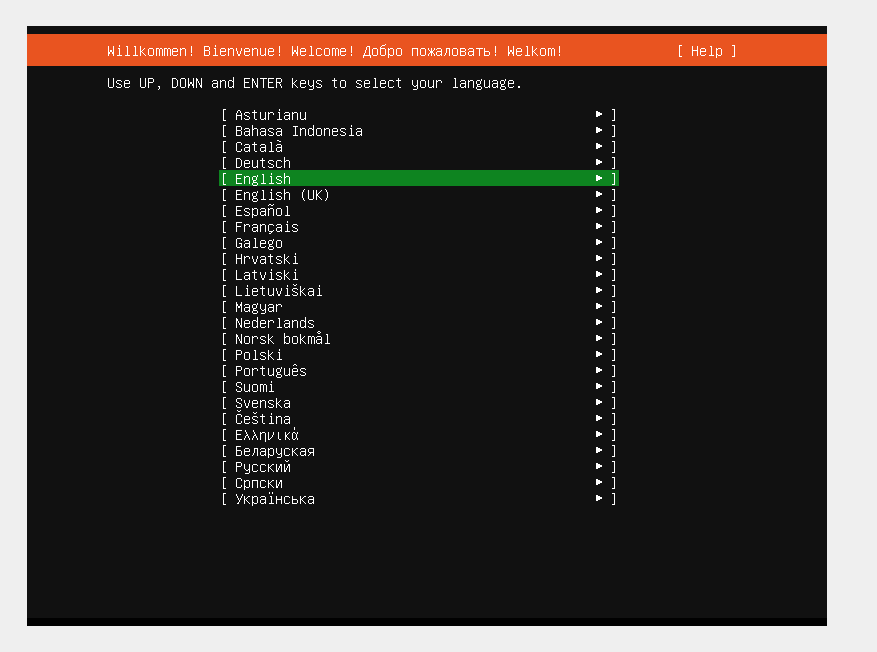 Willkommen! Bienvenue! Welcome! Добро пожаловать! Welkom! [ Help ]
Use UP, DOWN and ENTER keys to select your language.
[ Asturianu ► ]
[ Bahasa Indonesia ► ]
[ Català ► ]
[ Deutsch ► ]
[ English ► ]
[ English (UK) ► ]
[ Español ► ]
[ Français ► ]
[ Galego ► ]
[ Hrvatski ► ]
[ Latviski ► ]
[ Lietuviškai ► ]
[ Magyar ► ]
[ Nederlands ► ]
[ Norsk bokmål ► ]
[ Polski ► ]
[ Português ► ]
[ Suomi ► ]
[ Svenska ► ]
[ Čeština ► ]
[ Ελληνικά ► ]
[ Беларуская ► ]
[ Русский ► ]
[ Српски ► ]
[ Українська ► ]